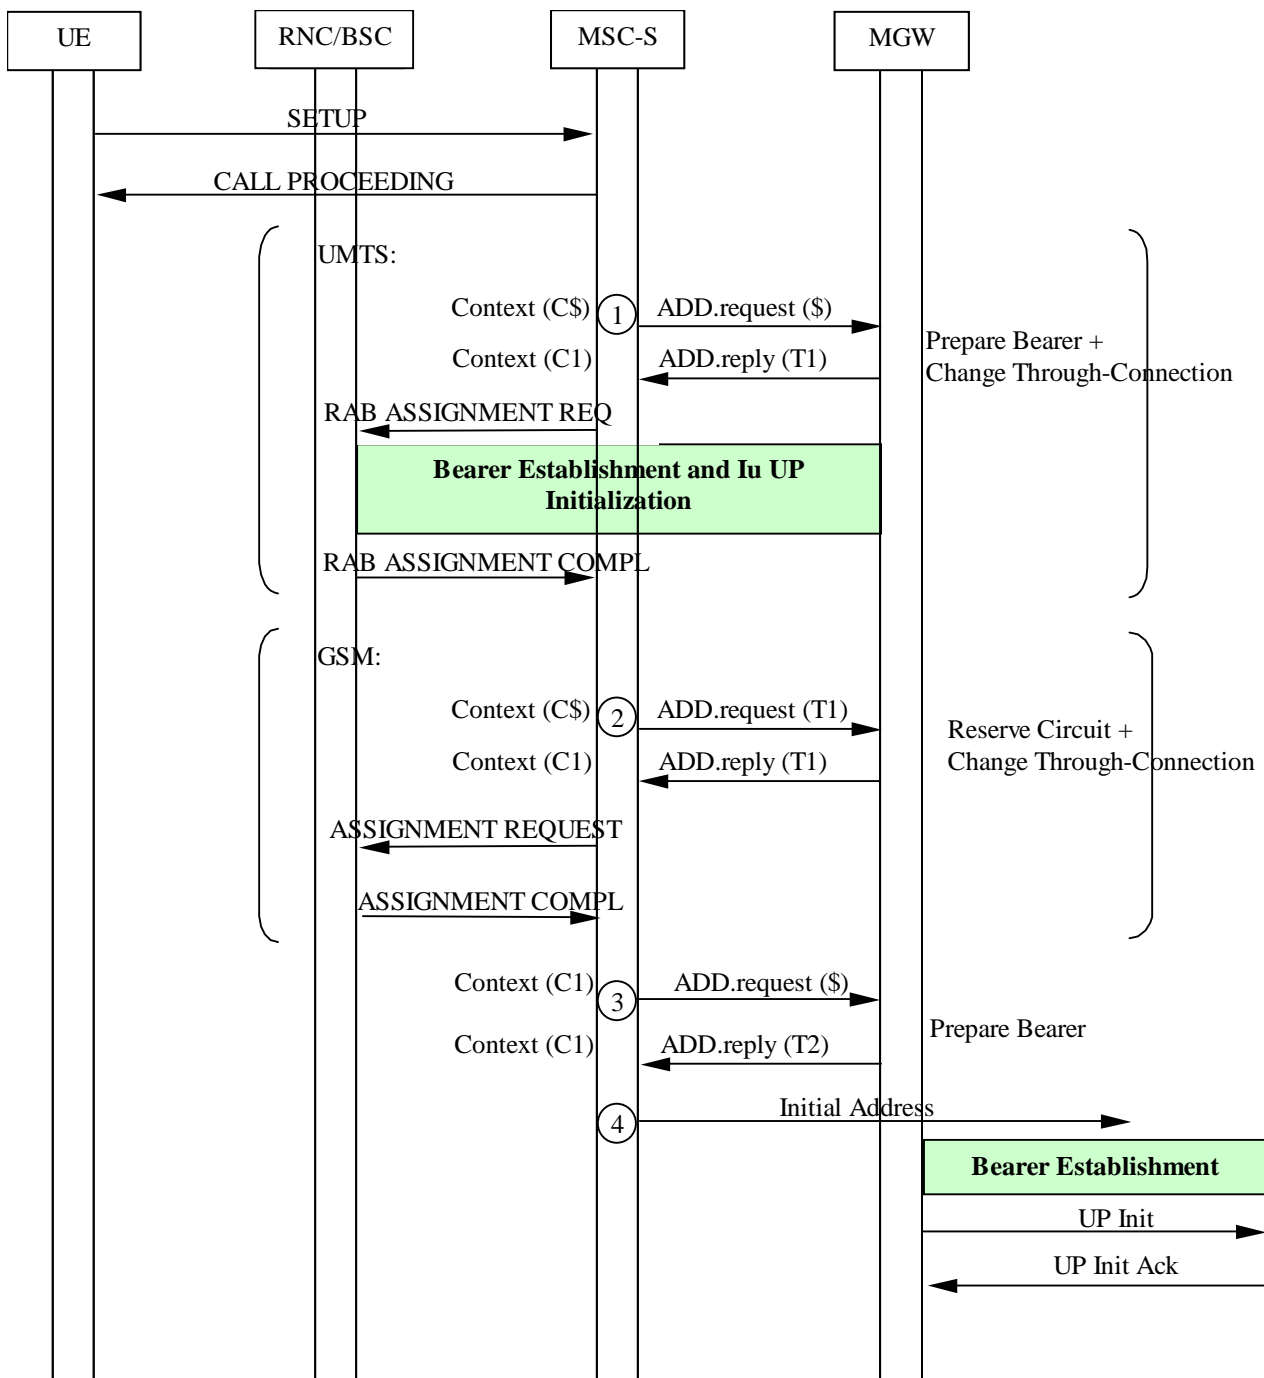 UE
RNC/BSC
MSC-S
MGW
SETUP
CALL PROCEEDING
UMTS:
Context (C$)
1
ADD.request ($)
Context (C1)
ADD.reply (T1)
Prepare Bearer +
Change Through-Connection
RAB ASSIGNMENT REQ
Bearer Establishment and Iu UP
Initialization
RAB ASSIGNMENT COMPL
GSM:
Context (C$)
2
ADD.request (T1)
Context (C1)
ADD.reply (T1)
Reserve Circuit +
Change Through-Connection
ASSIGNMENT REQUEST
ASSIGNMENT COMPL
Context (C1)
3
ADD.request ($)
Context (C1)
ADD.reply (T2)
Prepare Bearer
4
Initial Address
Bearer Establishment
UP Init
UP Init Ack